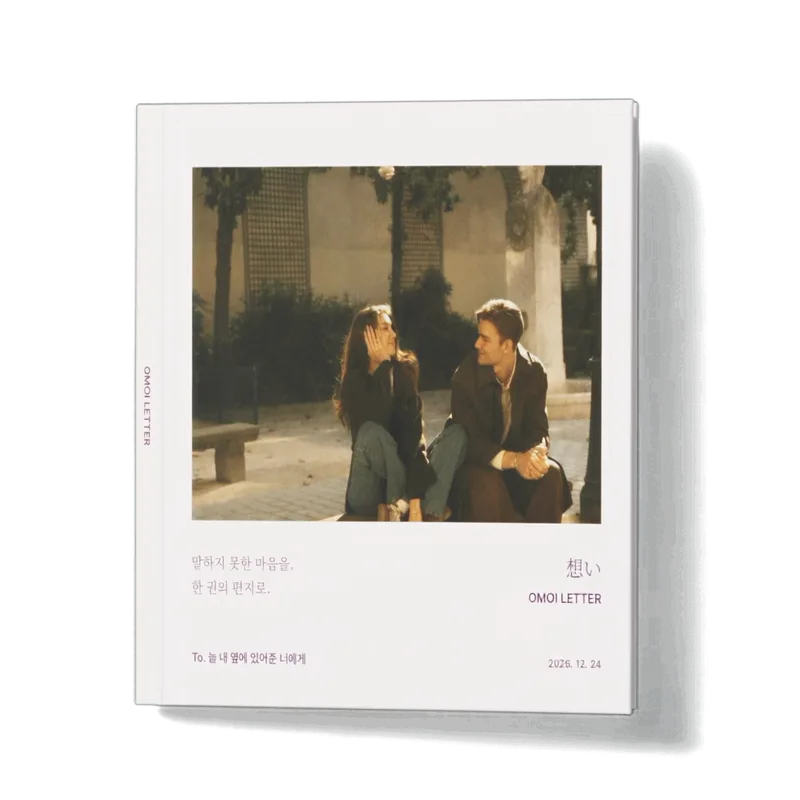 OMOI LETTER
말하지 못한 마음을,
한 권의 편지로.
想い
OMOI LETTER
To. 늘 내 옆에 있어준 너에게
2026. 12. 24